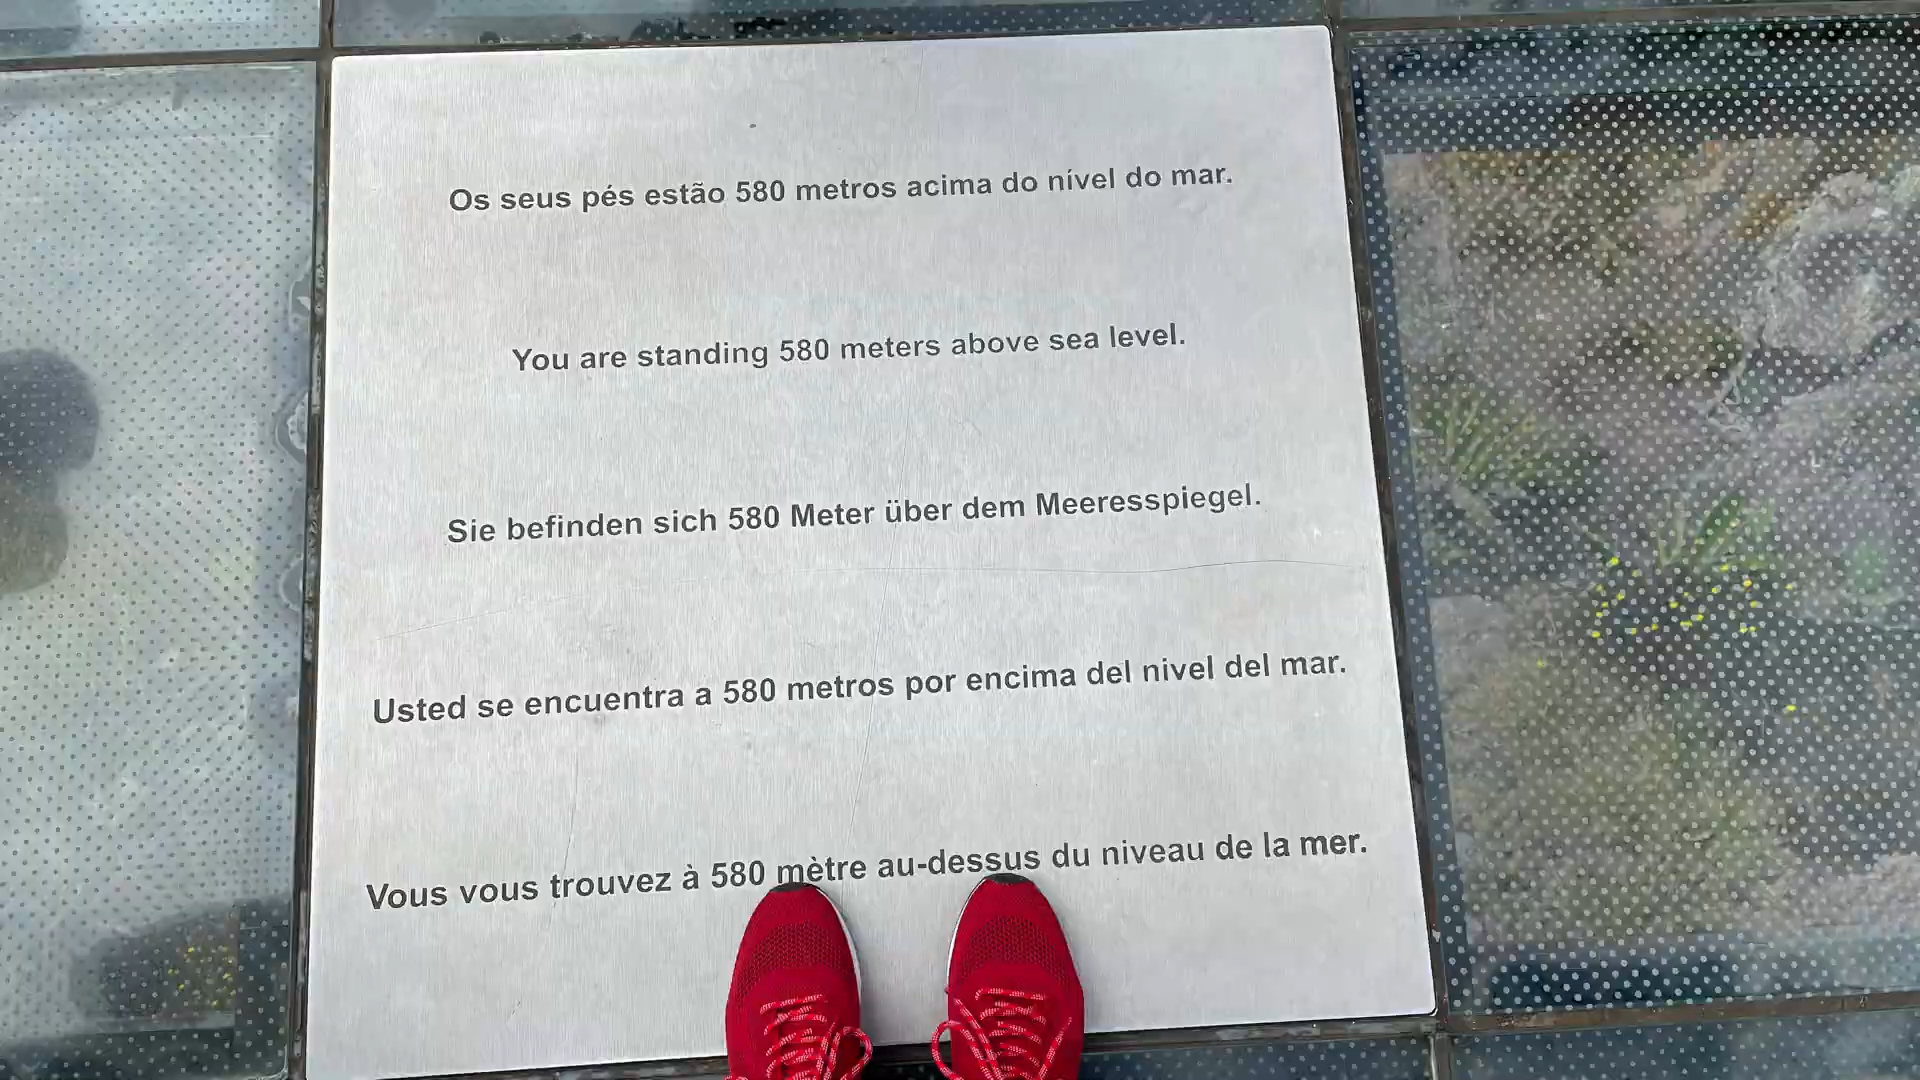 Os seus pés estão 580 metros acima do nível do mar.
You are standing 580 meters above sea level.
Sie befinden sich 580 Meter über dem Meeresspiegel.
Usted se encuentra a 580 metros por encima del nivel del mar.
Vous vous trouvez à 580 mètre au-dessus du niveau de la mer.